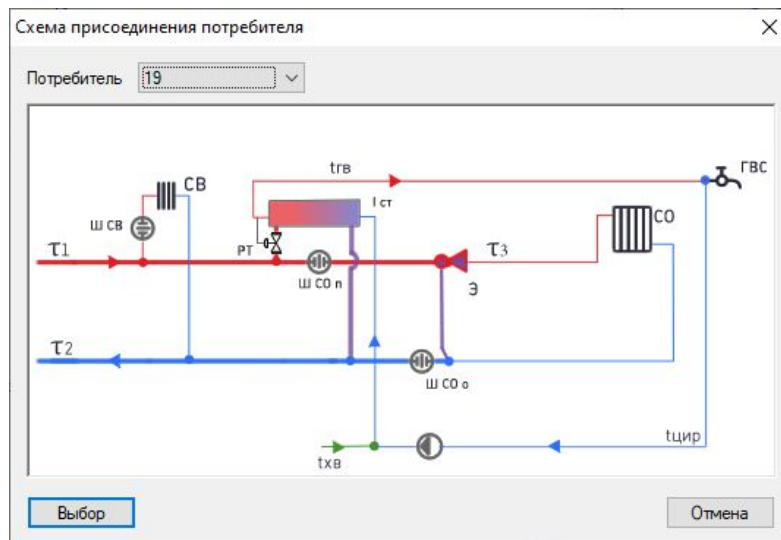 Схема присоединения потребителя
Потребитель 19
tгв
ГВС
СВ
I ст
СО
Ш СВ
РТ
τ1
τ3
Ш СО п
Э
τ2
Ш СО о
tцир
tхв
Выбор
Отмена